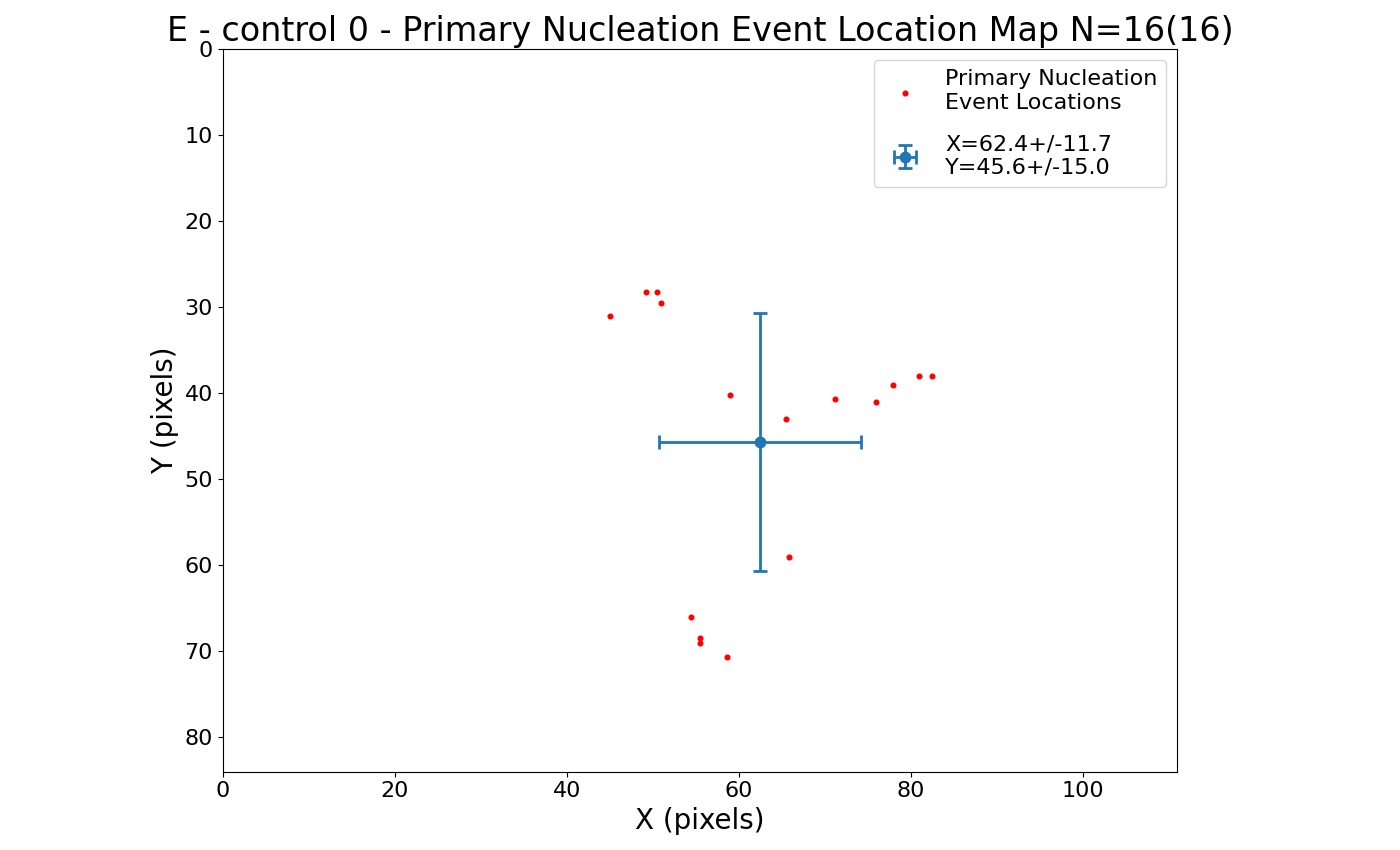 E - control 0 - Primary Nucleation Event Location Map N=16(16)
Primary Nucleation
Event Locations
X=62.4+/-11.7
Y=45.6+/-15.0
Y (pixels)
0
10
20
30
40
50
60
70
80
0
20
40
60
80
100
X (pixels)